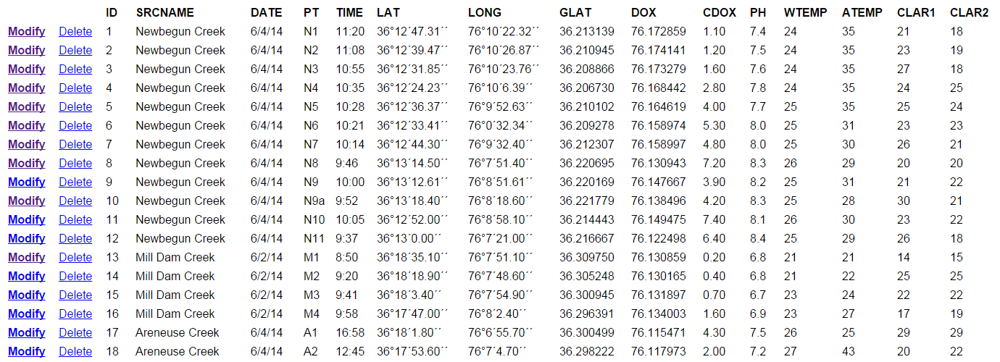 ID SRCNAME DATE PT TIME LAT LONG GLAT DOX CDOX PH WTEMP ATEMP CLAR1 CLAR2
Modify Delete 1 Newbegun Creek 6/4/14 N1 11:20 36°12´47.31´´ 76°10´22.32´´ 36.213139 76.172859 1.10 7.4 24 35 21 18
Modify Delete 2 Newbegun Creek 6/4/14 N2 11:08 36°12´39.47´´ 76°10´26.87´´ 36.210945 76.174141 1.20 7.5 24 35 23 19
Modify Delete 3 Newbegun Creek 6/4/14 N3 10:55 36°12´31.85´´ 76°10´23.76´´ 36.208866 76.173279 1.60 7.6 24 35 27 18
Modify Delete 4 Newbegun Creek 6/4/14 N4 10:35 36°12´24.23´´ 76°10´6.39´´ 36.206730 76.168442 2.80 7.8 24 35 24 25
Modify Delete 5 Newbegun Creek 6/4/14 N5 10:28 36°12´36.37´´ 76°9´52.63´´ 36.210102 76.164619 4.00 7.7 25 35 25 24
Modify Delete 6 Newbegun Creek 6/4/14 N6 10:21 36°12´33.41´´ 76°0´32.34´´ 36.209278 76.158974 5.30 8.0 25 31 23 23
Modify Delete 7 Newbegun Creek 6/4/14 N7 10:14 36°12´44.30´´ 76°9´32.40´´ 36.212307 76.158997 4.80 8.0 25 30 26 21
Modify Delete 8 Newbegun Creek 6/4/14 N8 9:46 36°13´14.50´´ 76°7´51.40´´ 36.220695 76.130943 7.20 8.3 26 29 20 20
Modify Delete 9 Newbegun Creek 6/4/14 N9 10:00 36°13´12.61´´ 76°8´51.61´´ 36.220169 76.147667 3.90 8.2 25 31 21 22
Modify Delete 10 Newbegun Creek 6/4/14 N9a 9:52 36°13´18.40´´ 76°8´18.60´´ 36.221779 76.138496 4.20 8.3 25 28 30 21
Modify Delete 11 Newbegun Creek 6/4/14 N10 10:05 36°12´52.00´´ 76°8´58.10´´ 36.214443 76.149475 7.40 8.1 26 30 23 22
Modify Delete 12 Newbegun Creek 6/4/14 N11 9:37 36°13´0.00´´ 76°7´21.00´´ 36.216667 76.122498 6.40 8.4 25 29 26 18
Modify Delete 13 Mill Dam Creek 6/2/14 M1 8:50 36°18´35.10´´ 76°7´51.10´´ 36.309750 76.130859 0.20 6.8 21 21 14 15
Modify Delete 14 Mill Dam Creek 6/2/14 M2 9:20 36°18´18.90´´ 76°7´48.60´´ 36.305248 76.130165 0.40 6.8 21 22 25 25
Modify Delete 15 Mill Dam Creek 6/2/14 M3 9:41 36°18´3.40´´ 76°7´54.90´´ 36.300945 76.131897 0.70 6.7 23 24 22 22
Modify Delete 16 Mill Dam Creek 6/2/14 M4 9:58 36°17´47.00´´ 76°8´2.40´´ 36.296391 76.134003 1.60 6.9 23 27 17 19
Modify Delete 17 Areneuse Creek 6/4/14 A1 16:58 36°18´1.80´´ 76°6´55.70´´ 36.300499 76.115471 4.30 7.5 26 25 29 29
Modify Delete 18 Areneuse Creek 6/4/14 A2 12:45 36°17´53.60´´ 76°7´4.70´´ 36.298222 76.117973 2.00 7.2 27 43 20 22